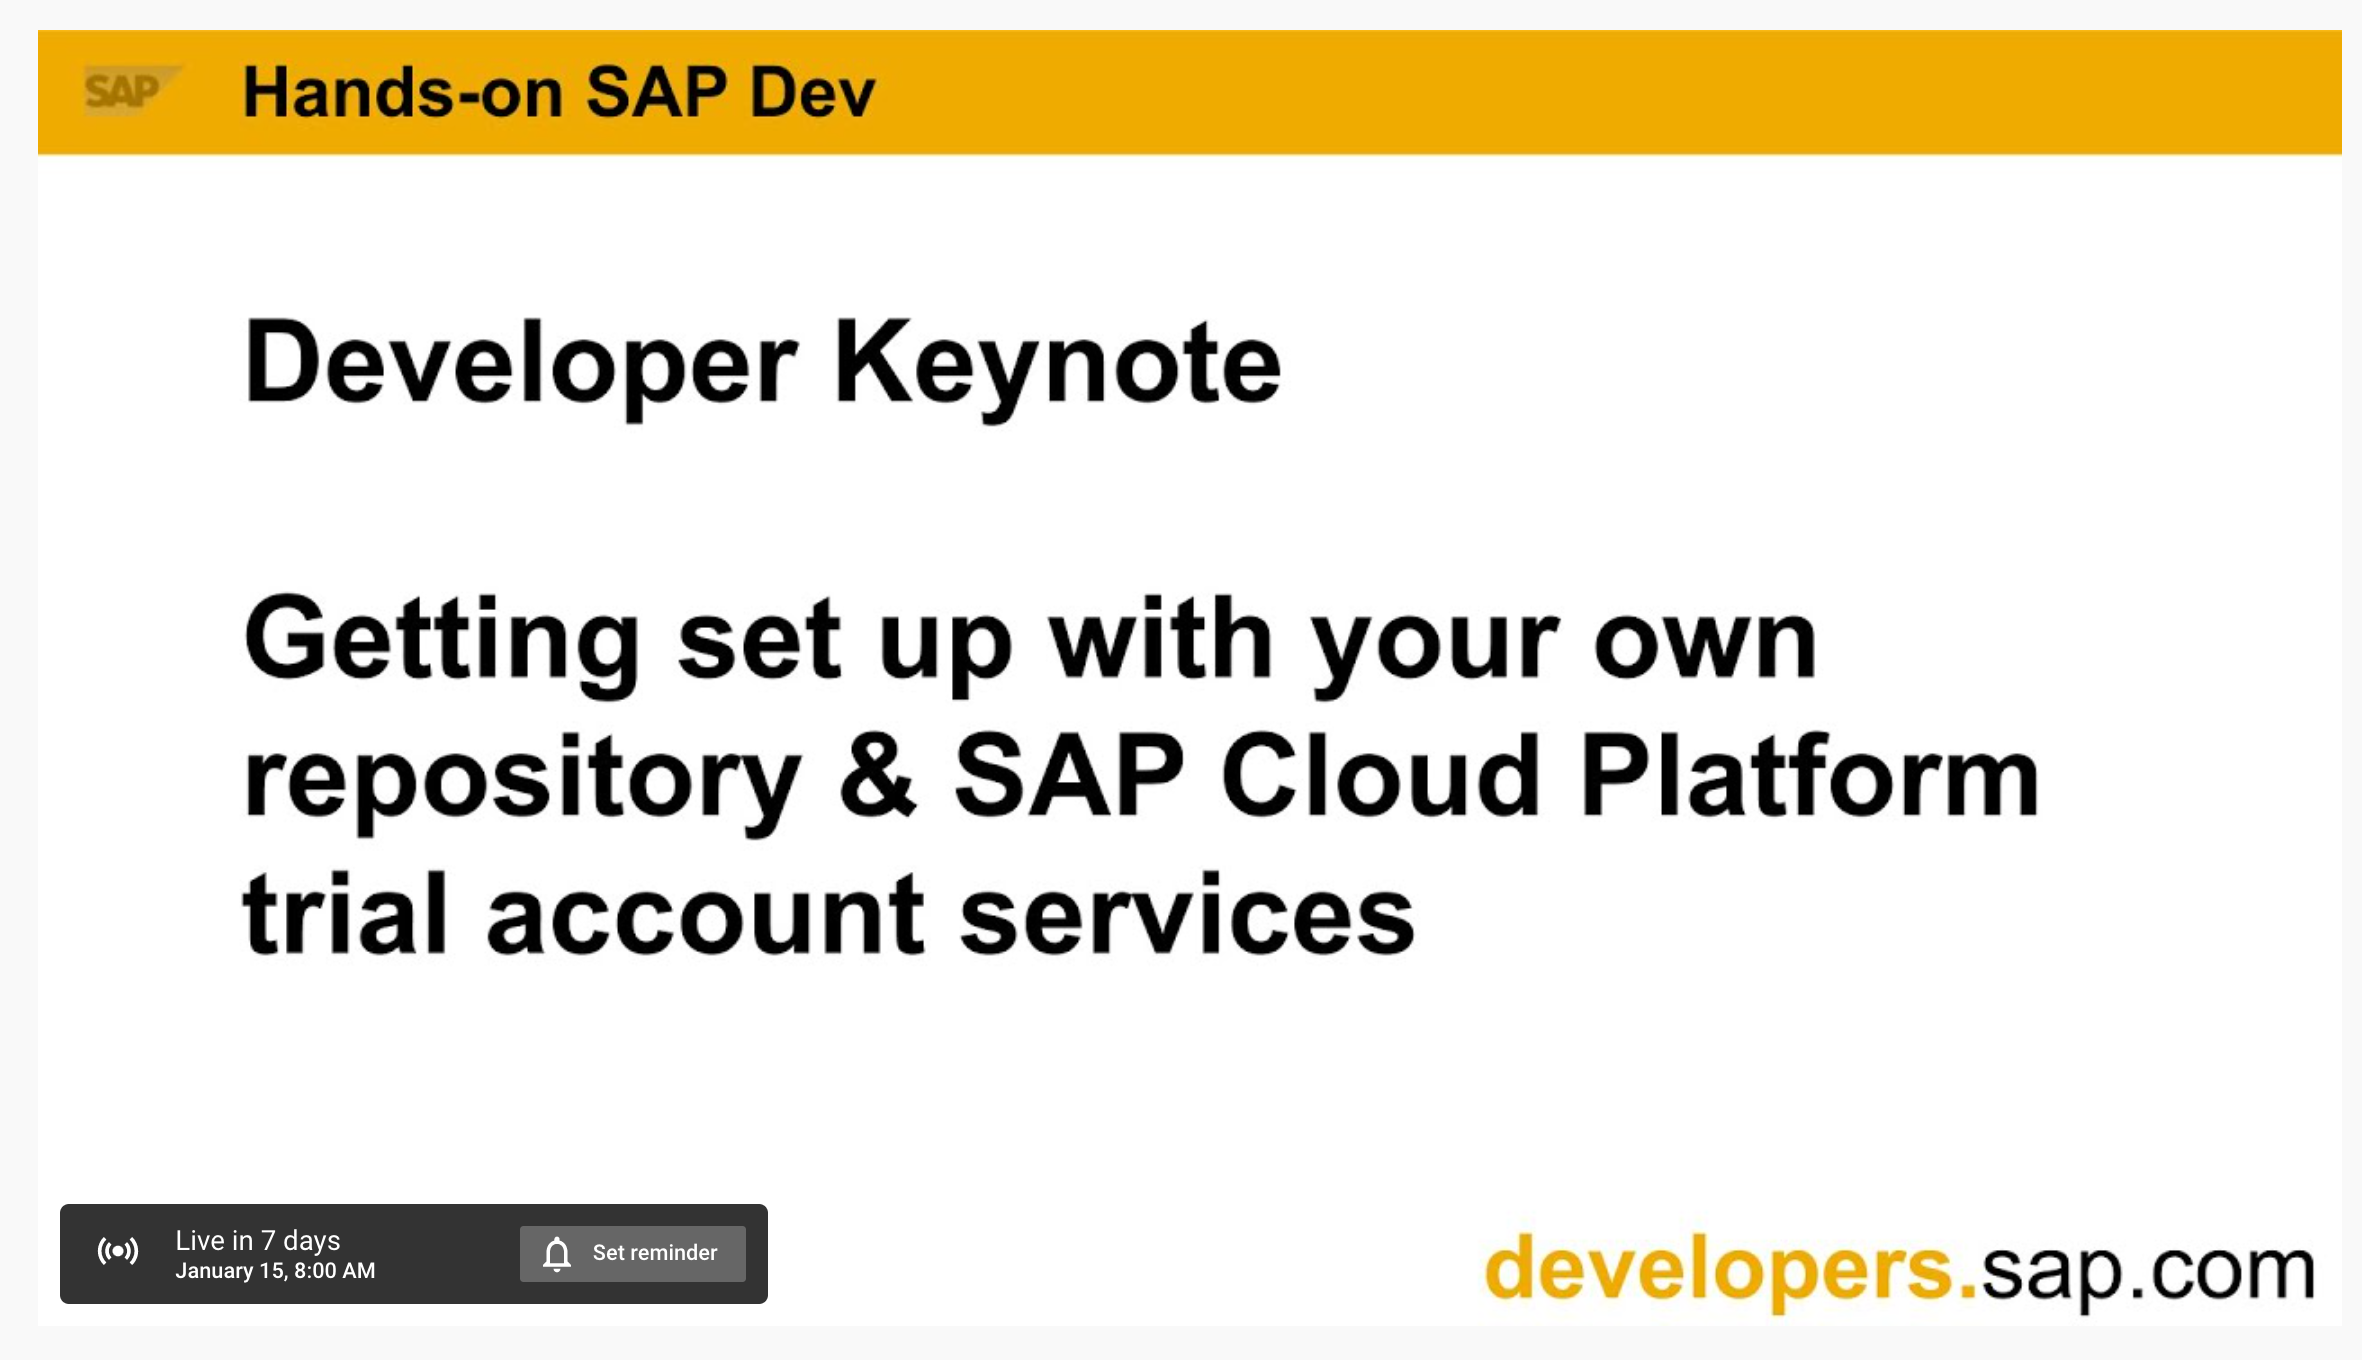 SAP
Hands-on SAP Dev
Developer Keynote
Getting set up with your own
repository & SAP Cloud Platform
trial account services
Live in 7 days
January 15, 8:00 AM
Set reminder
developers.sap.com